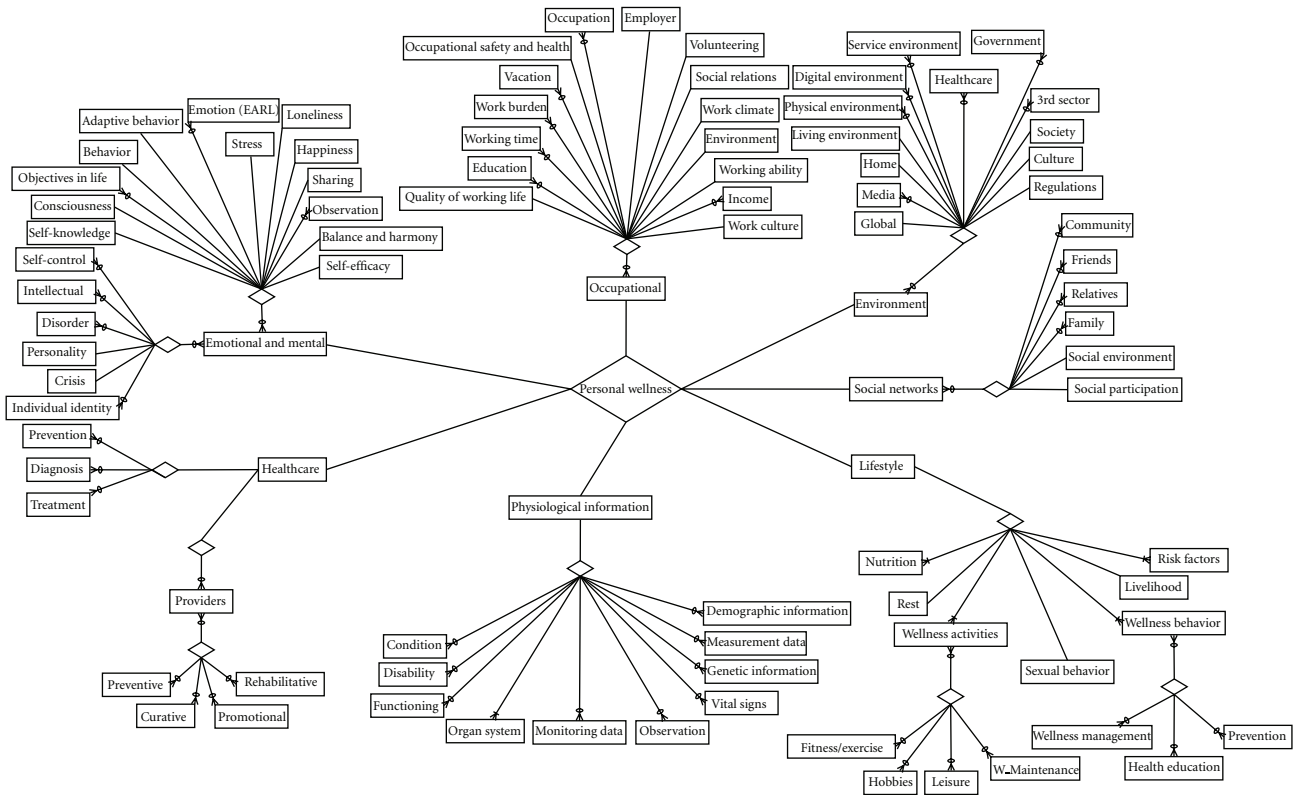 Occupation
Employer
Occupational safety and health
Volunteering
Vacation
Social relations
Work burden
Work climate
Working time
Environment
Education
Working ability
Quality of working life
Income
Work culture
Occupational
Service environment
Government
Digital environment
Healthcare
Physical environment
3rd sector
Living environment
Society
Home
Culture
Media
Regulations
Global
Environment
Emotion (EARL)
Loneliness
Adaptive behavior
Stress
Behavior
Happiness
Objectives in life
Sharing
Consciousness
Observation
Self-knowledge
Balance and harmony
Self-efficacy
Self-control
Intellectual
Disorder
Personality
Crisis
Individual identity
Emotional and mental
Community
Friends
Relatives
Family
Social environment
Social participation
Social networks
Personal wellness
Prevention
Diagnosis
Treatment
Healthcare
Providers
Preventive
Rehabilitative
Curative
Promotional
Physiological information
Condition
Disability
Functioning
Organ system
Monitoring data
Observation
Vital signs
Genetic information
Measurement data
Demographic information
Lifestyle
Nutrition
Risk factors
Livelihood
Rest
Wellness activities
Wellness behavior
Sexual behavior
Fitness/exercise
Hobbies
Leisure
W_Maintenance
Wellness management
Health education
Prevention